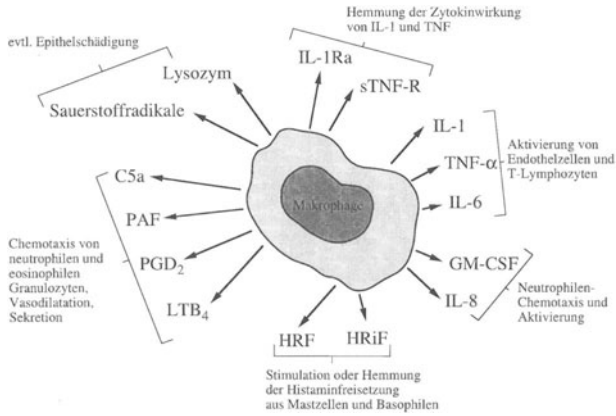 Hemmung der Zytokinwirkung
von IL-1 und TNF
evtl. Epithelschädigung
IL-1Ra
Lysozym
sTNF-R
Sauerstoffradikale
IL-1
Aktivierung von
Endothelzellen und
T-Lymphozyten
TNF-α
IL-6
C5a
PAF
Makrophage
Chemotaxis von
neutrophilen und
eosinophilen
Granulozyten,
Vasodilatation,
Sekretion
PGD2
LTB4
GM-CSF
IL-8
Neutrophilen-
Chemotaxis und
Aktivierung
HRF
HRiF
Stimulation oder Hemmung
der Histaminfreisetzung
aus Mastzellen und Basophilen